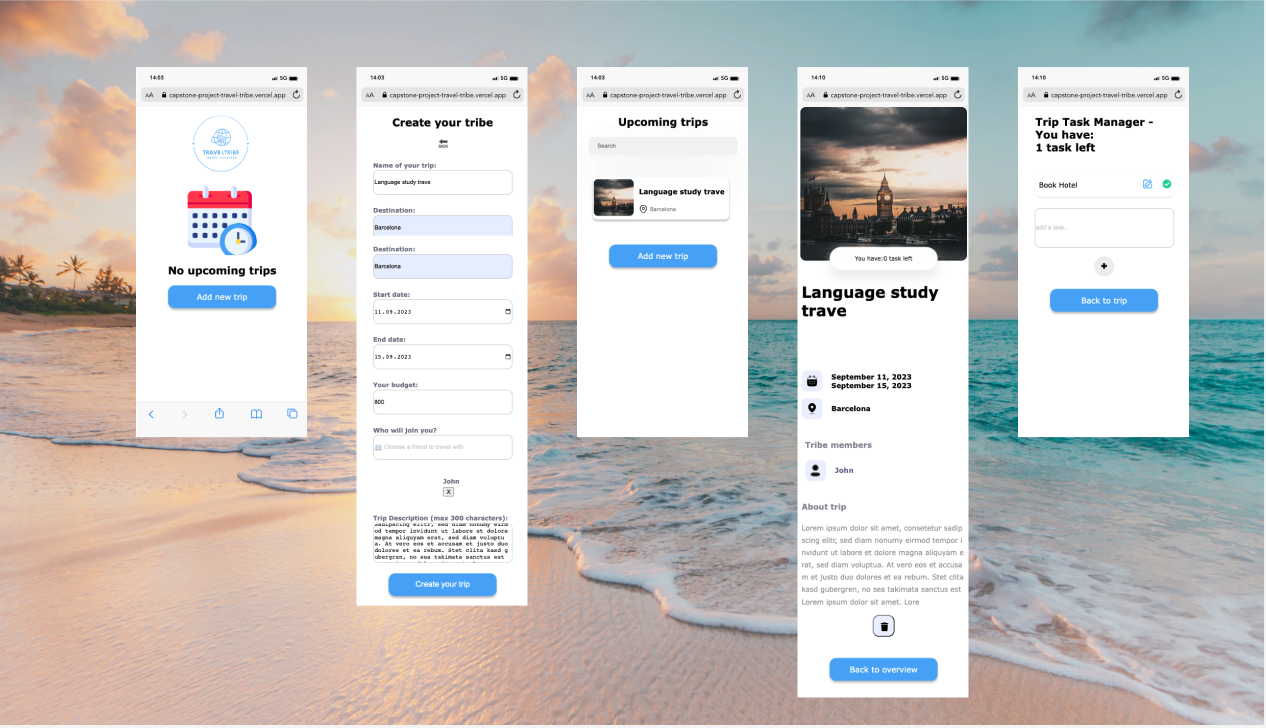 14:03
5G
AA capstone-project-travel-tribe.vercel.app
TRAVELTRIBE
No upcoming trips
Add new trip
14:03
5G
AA capstone-project-travel-tribe.vercel.app
Create your tribe
BACK
Name of your trip:
Language study trave
Destination:
Barcelona
Destination:
Barcelona
Start date:
11.09.2023
End date:
15.09.2023
Your budget:
800
Who will join you?
Choose a friend to travel with
John
X
Trip Description (max 300 characters):
sadipscing elitr, sed diam nonumy eirm
od tempor invidunt ut labore et dolore
magna aliquyam erat, sed diam voluptu
a. At vero eos et accusam et justo duo
dolores et ea rebum. Stet clita kasd g
ubergren, no sea takimata sanctus est
Create your trip
14:03
5G
AA capstone-project-travel-tribe.vercel.app
Upcoming trips
Search
Language study trave
Barcelona
Add new trip
14:10
5G
AA capstone-project-travel-tribe.vercel.app
You have:0 task left
Language study
trave
September 11, 2023
September 15, 2023
Barcelona
Tribe members
John
About trip
Lorem ipsum dolor sit amet, consetetur sadip
scing elitr, sed diam nonumy eirmod tempor i
nvidunt ut labore et dolore magna aliquyam e
rat, sed diam voluptua. At vero eos et accusa
m et justo duo dolores et ea rebum. Stet clita
kasd gubergren, no sea takimata sanctus est
Lorem ipsum dolor sit amet. Lore
Back to overview
14:10
5G
AA capstone-project-travel-tribe.vercel.app
Trip Task Manager -
You have:
1 task left
Book Hotel
add a task..
+
Back to trip